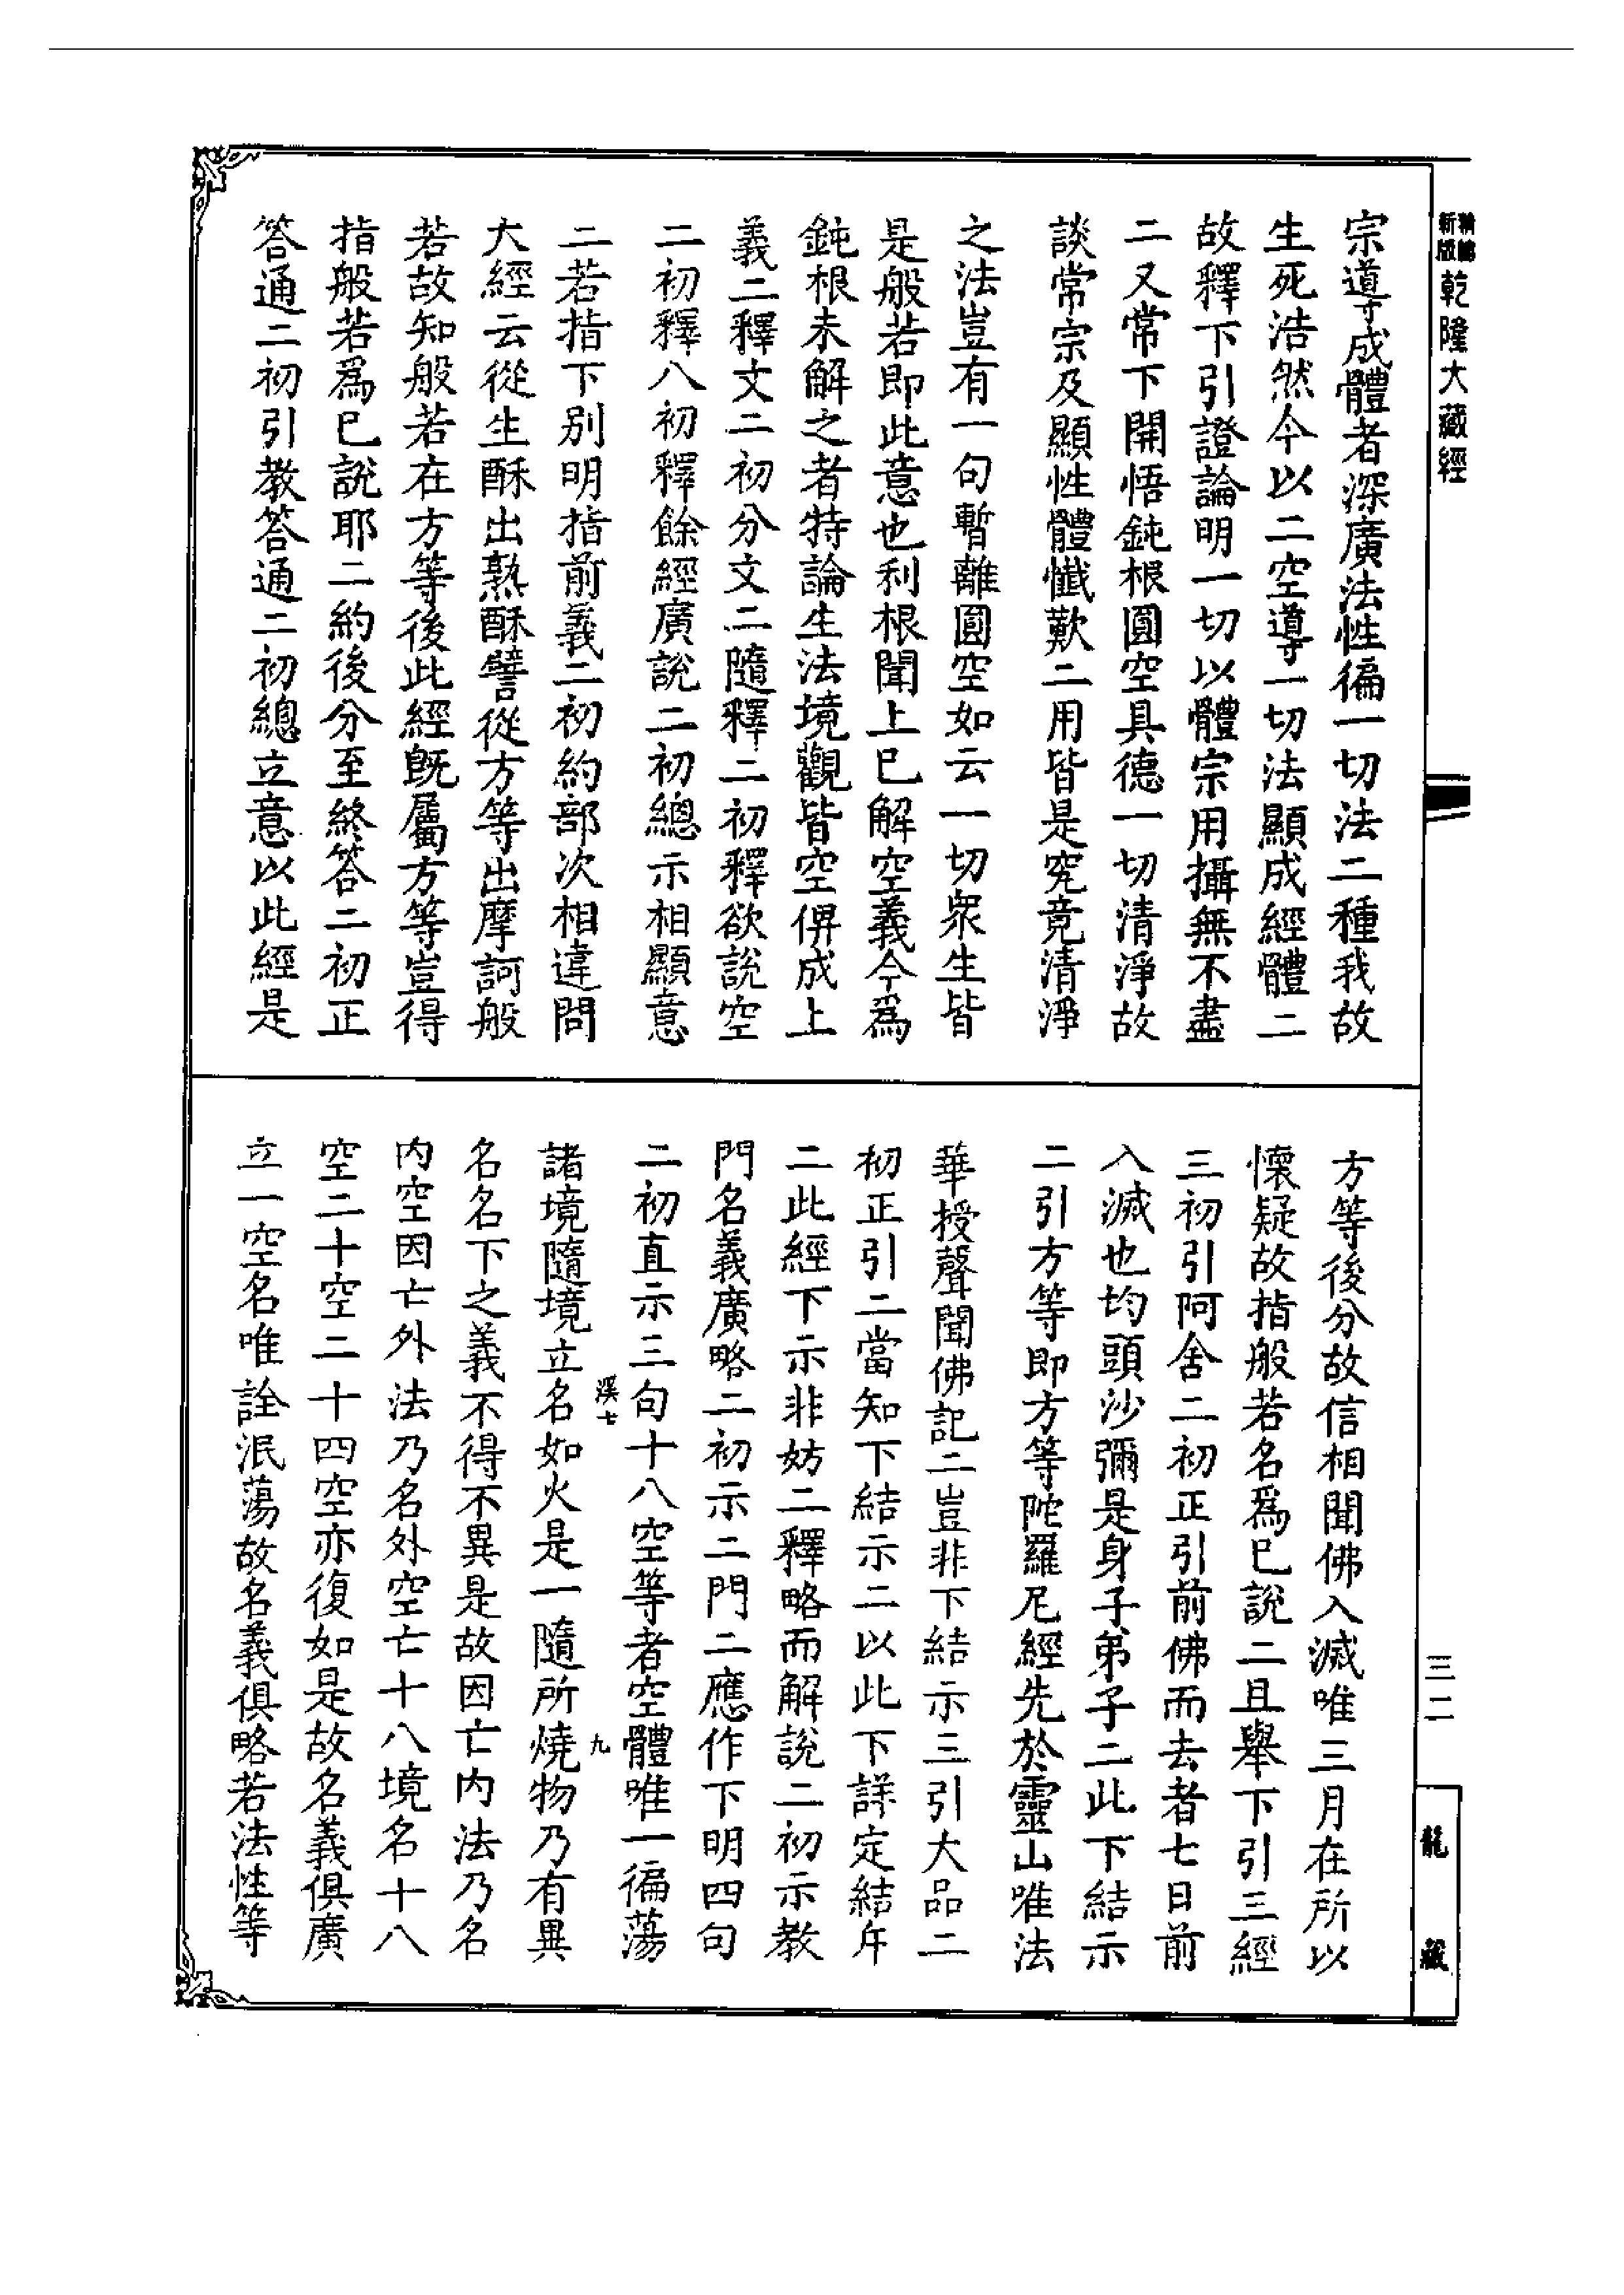 新版
精縮
乾隆大藏經
宗導成體者深廣法性徧一切法二種我故
生死浩然今以二空導一切法顯成經體二
故釋下引證論明一切以體宗用攝無不盡
二又常下開悟鈍根圓空具德一切清淨故
談常宗及顯性體懺歎二用皆是究竟清淨
之法豈有一句暫離圓空如云一切眾生皆
是般若即此意也利根聞上已解空義今為
鈍根未解之者特論生法境觀皆空俾成上
義二釋文二初分文二隨釋二初釋欲說空
二初釋八初釋餘經廣說二初總示相顯意
二若指下別明指前義二初約部次相違問
大經云從生酥出熟酥譬從方等出摩訶般
若故知般若在方等後此經既屬方等豈得
指般若為已說耶二約後分至終答二初正
答通二初引教答通二初總立意以此經是
方等後分故信相聞佛入滅唯三月在所以
懷疑故指般若名為已說二且舉下引三經
三初引阿舍二初正引前佛而去者七日前
入滅也均頭沙彌是身子弟子二此下結示
二引方等即方等陀羅尼經先於靈山唯法
華授聲聞佛記二豈非下結示三引大品二
初正引二當知下結示二以此下詳定結年
二此經下示非妨二釋略而解說二初示教
門名義廣略二初示二門二應作下明四句
二初直示三句十八空等者空體唯一徧蕩
諸境隨境立名如火是一隨所燒物乃有異
名名下之義不得不異是故因亡內法乃名
內空因亡外法乃名外空亡十八境名十八
空二十空二十四空亦復如是故名義俱廣
立一空名唯詮泯蕩故名義俱略若法性等
溪七
九
三二
龍藏